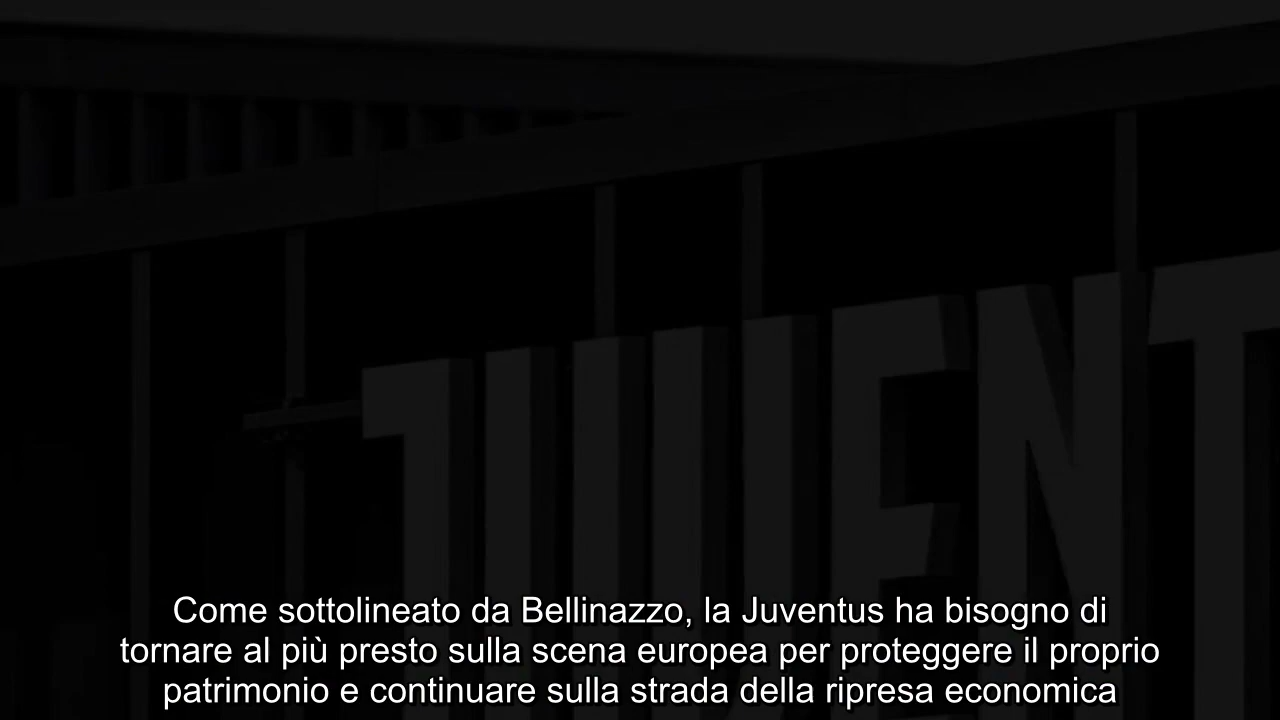 JUVENT
Come sottolineato da Bellinazzo, la Juventus ha bisogno di
tornare al più presto sulla scena europea per proteggere il proprio
patrimonio e continuare sulla strada della ripresa economica